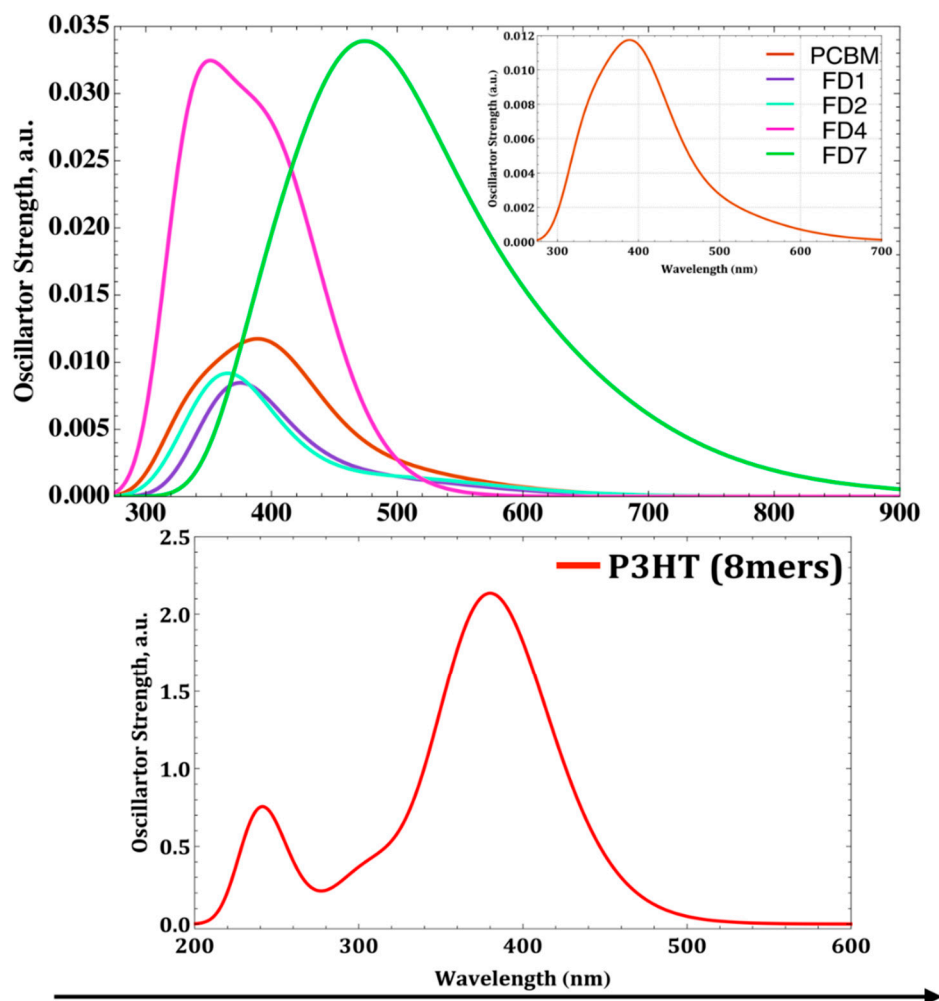 0.035
0.030
0.025
0.020
0.015
0.010
0.005
0.000
Oscillartor Strength, a.u.
300 400 500 600 700 800 900
0.012
0.010
0.008
0.006
0.004
0.002
0.000
Oscillartor Strength (a.u.)
300 400 500 600 700
Wavelength (nm)
PCBM
FD1
FD2
FD4
FD7
2.5
2.0
1.5
1.0
0.5
0.0
Oscillartor Strength, a.u.
P3HT (8mers)
200 300 400 500 600
Wavelength (nm)